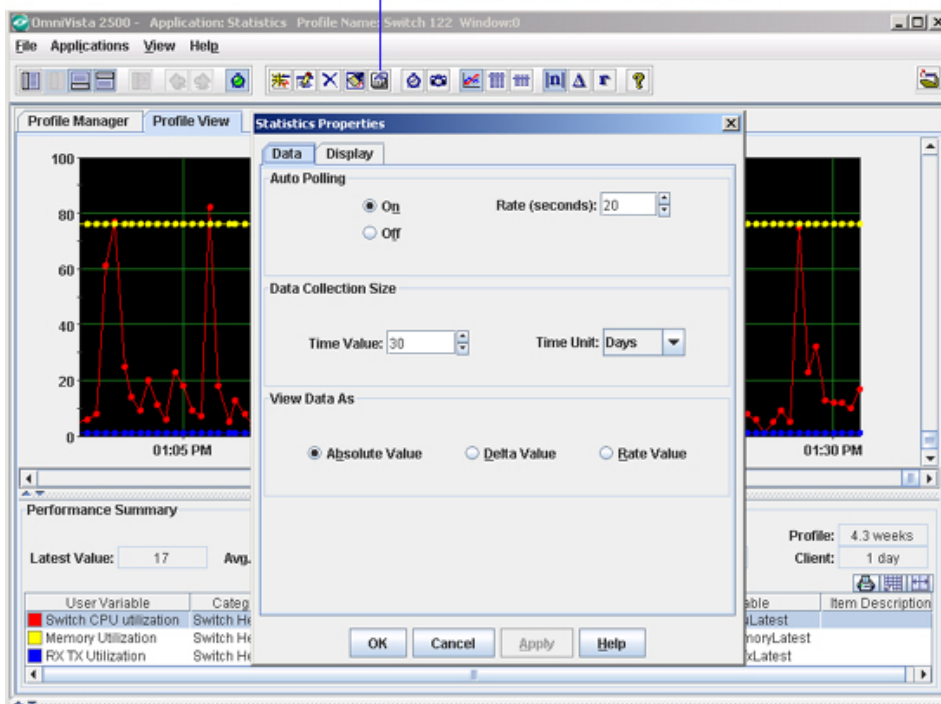 OmniVista 2500 - Application: Statistics Profile Name: Switch 122 Window:0
File Applications View Help
Profile Manager Profile View
Statistics Properties
Data Display
Auto Polling
On
Rate (seconds): 20
Off
Data Collection Size
Time Value: 30
Time Unit: Days
View Data As
Absolute Value Delta Value Rate Value
OK Cancel Apply Help
100
80
60
40
20
0
01:05 PM
01:30 PM
Performance Summary
Latest Value: 17 Avg.
Profile: 4.3 weeks
Client: 1 day
User Variable Categ able Item Description
Switch CPU utilization Switch He uLatest
Memory Utilization Switch He moryLatest
RX TX Utilization Switch He xLatest